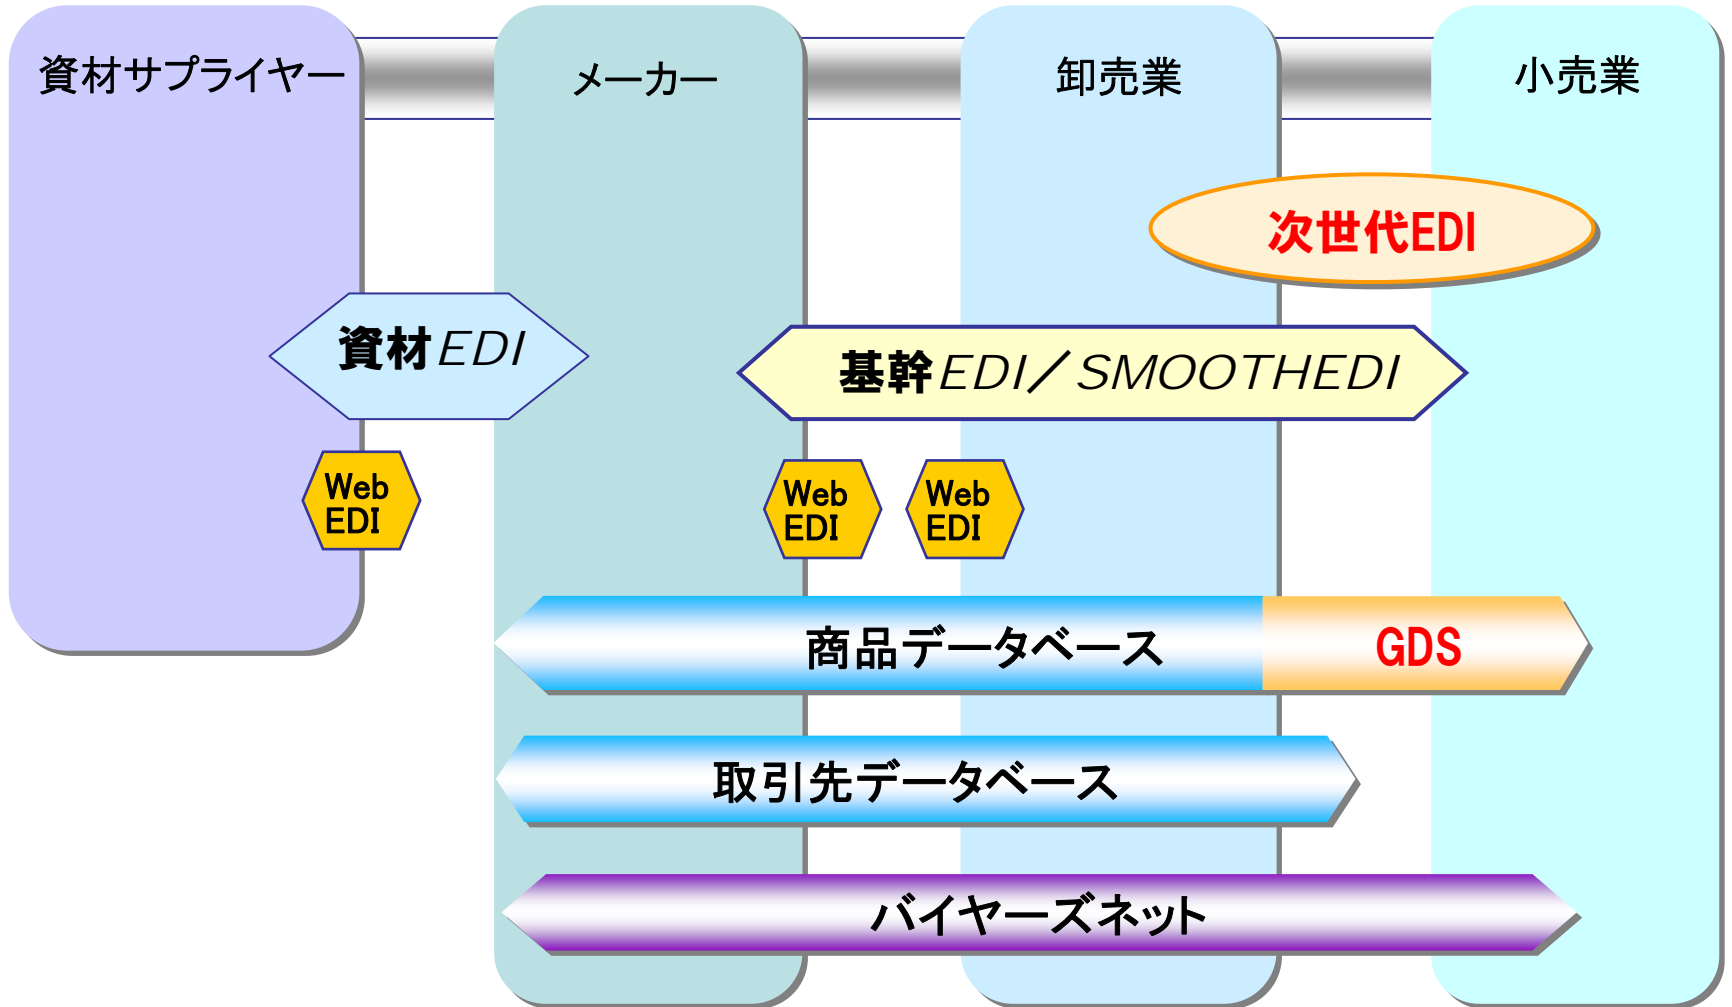 資材サプライヤー
メーカー
卸売業
小売業
次世代EDI
資材EDI
基幹EDI／SMOOTHEDI
Web
EDI
Web
EDI
Web
EDI
商品データベース
GDS
取引先データベース
バイヤーズネット